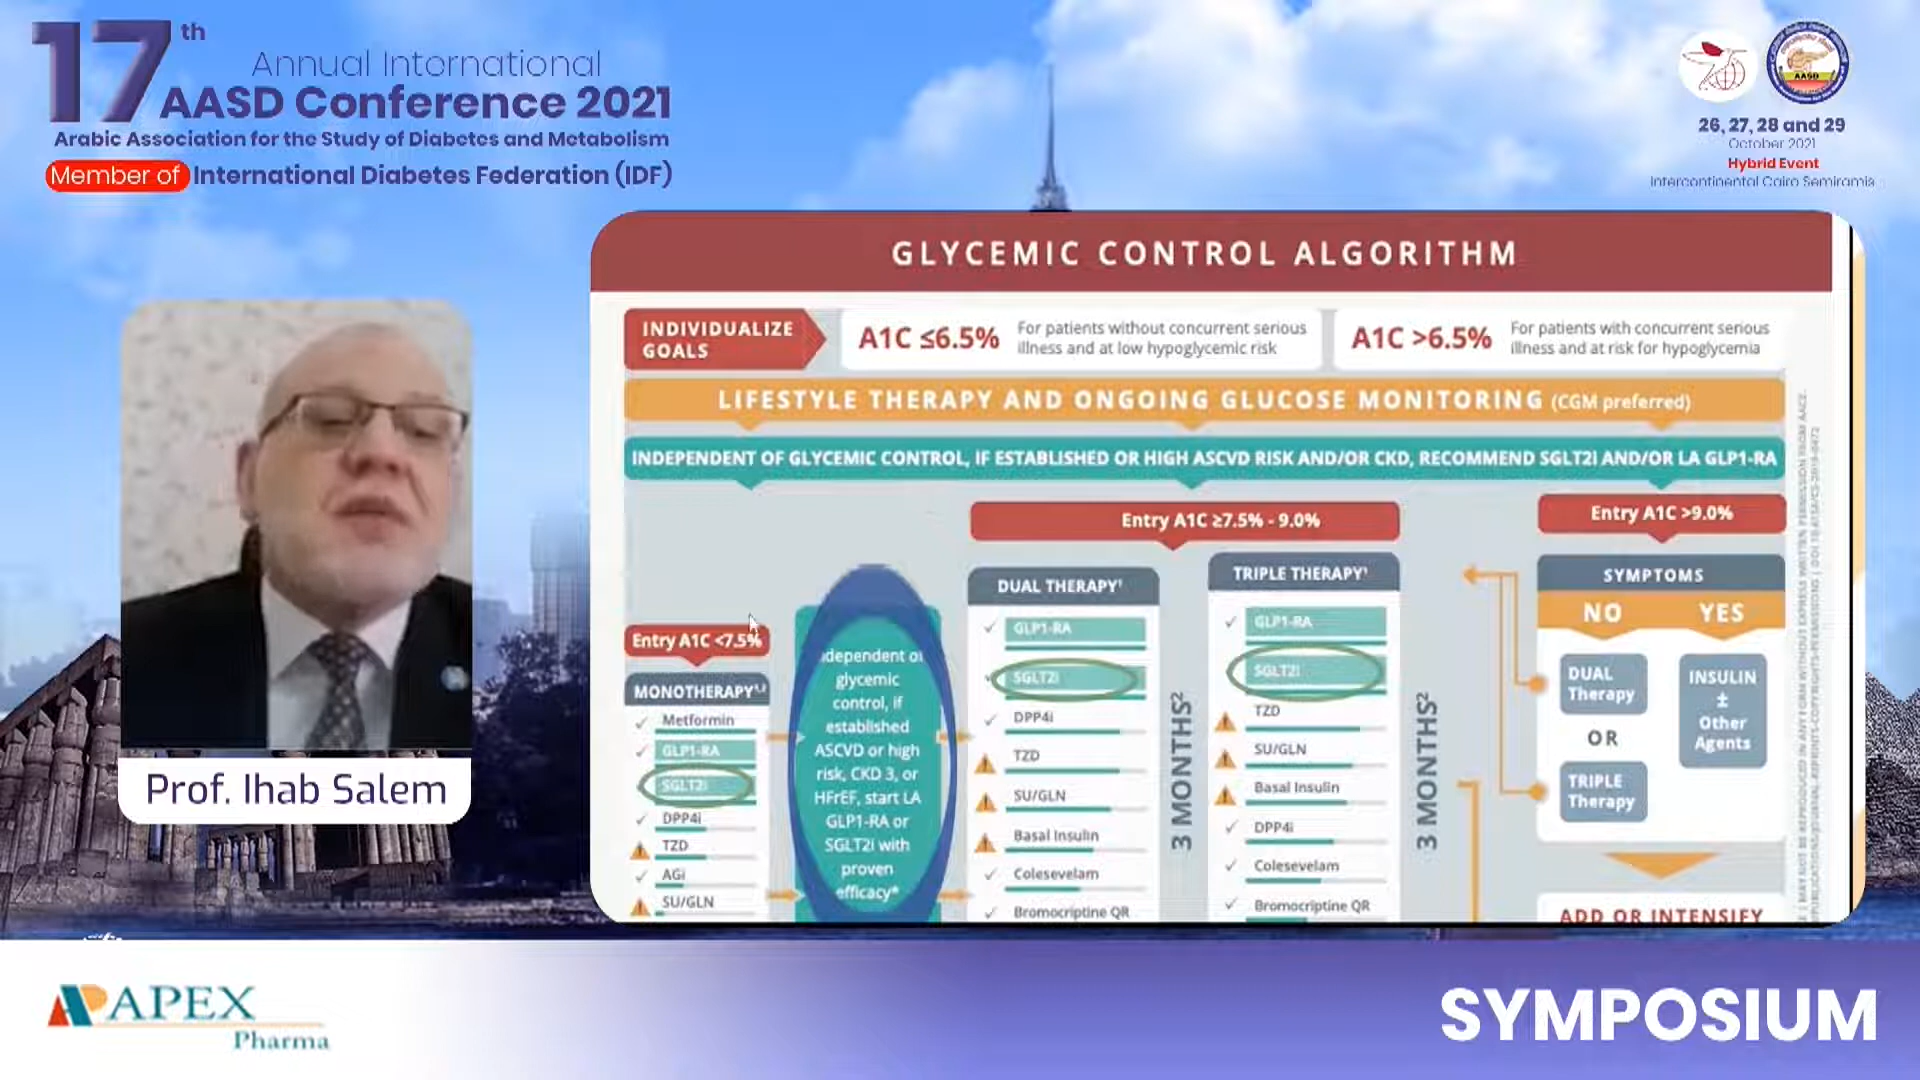 17th
Annual International
AASD Conference 2021
Arabic Association for the Study of Diabetes and Metabolism
Member of International Diabetes Federation (IDF)
AASD
26, 27, 28 and 29
October 2021
Hybrid Event
Intercontinental Cairo Semiramis
GLYCEMIC CONTROL ALGORITHM
INDIVIDUALIZE
GOALS
A1C ≤6.5%
For patients without concurrent serious
illness and at low hypoglycemic risk
A1C >6.5%
For patients with concurrent serious
illness and at risk for hypoglycemia
LIFESTYLE THERAPY AND ONGOING GLUCOSE MONITORING (CGM preferred)
INDEPENDENT OF GLYCEMIC CONTROL, IF ESTABLISHED OR HIGH ASCVD RISK AND/OR CKD, RECOMMEND SGLT2i AND/OR LA GLP1-RA
Entry A1C <7.5%
MONOTHERAPY1,2
Metformin
GLP1-RA
SGLT2i
DPP4i
TZD
AGi
SU/GLN
dependent of
glycemic
control, if
established
ASCVD or high
risk, CKD 3, or
HFrEF, start LA
GLP1-RA or
SGLT2i with
proven
efficacy*
Entry A1C ≥7.5% - 9.0%
DUAL THERAPY1
GLP1-RA
SGLT2i
DPP4i
TZD
SU/GLN
Basal Insulin
Colesevelam
Bromocriptine QR
3 MONTHS2
TRIPLE THERAPY1
GLP1-RA
SGLT2i
TZD
SU/GLN
Basal Insulin
DPP4i
Colesevelam
Bromocriptine QR
3 MONTHS2
Entry A1C >9.0%
SYMPTOMS
NO YES
DUAL
Therapy
OR
TRIPLE
Therapy
INSULIN
±
Other
Agents
ADD OR INTENSIFY
Prof. Ihab Salem
APEX
Pharma
SYMPOSIUM